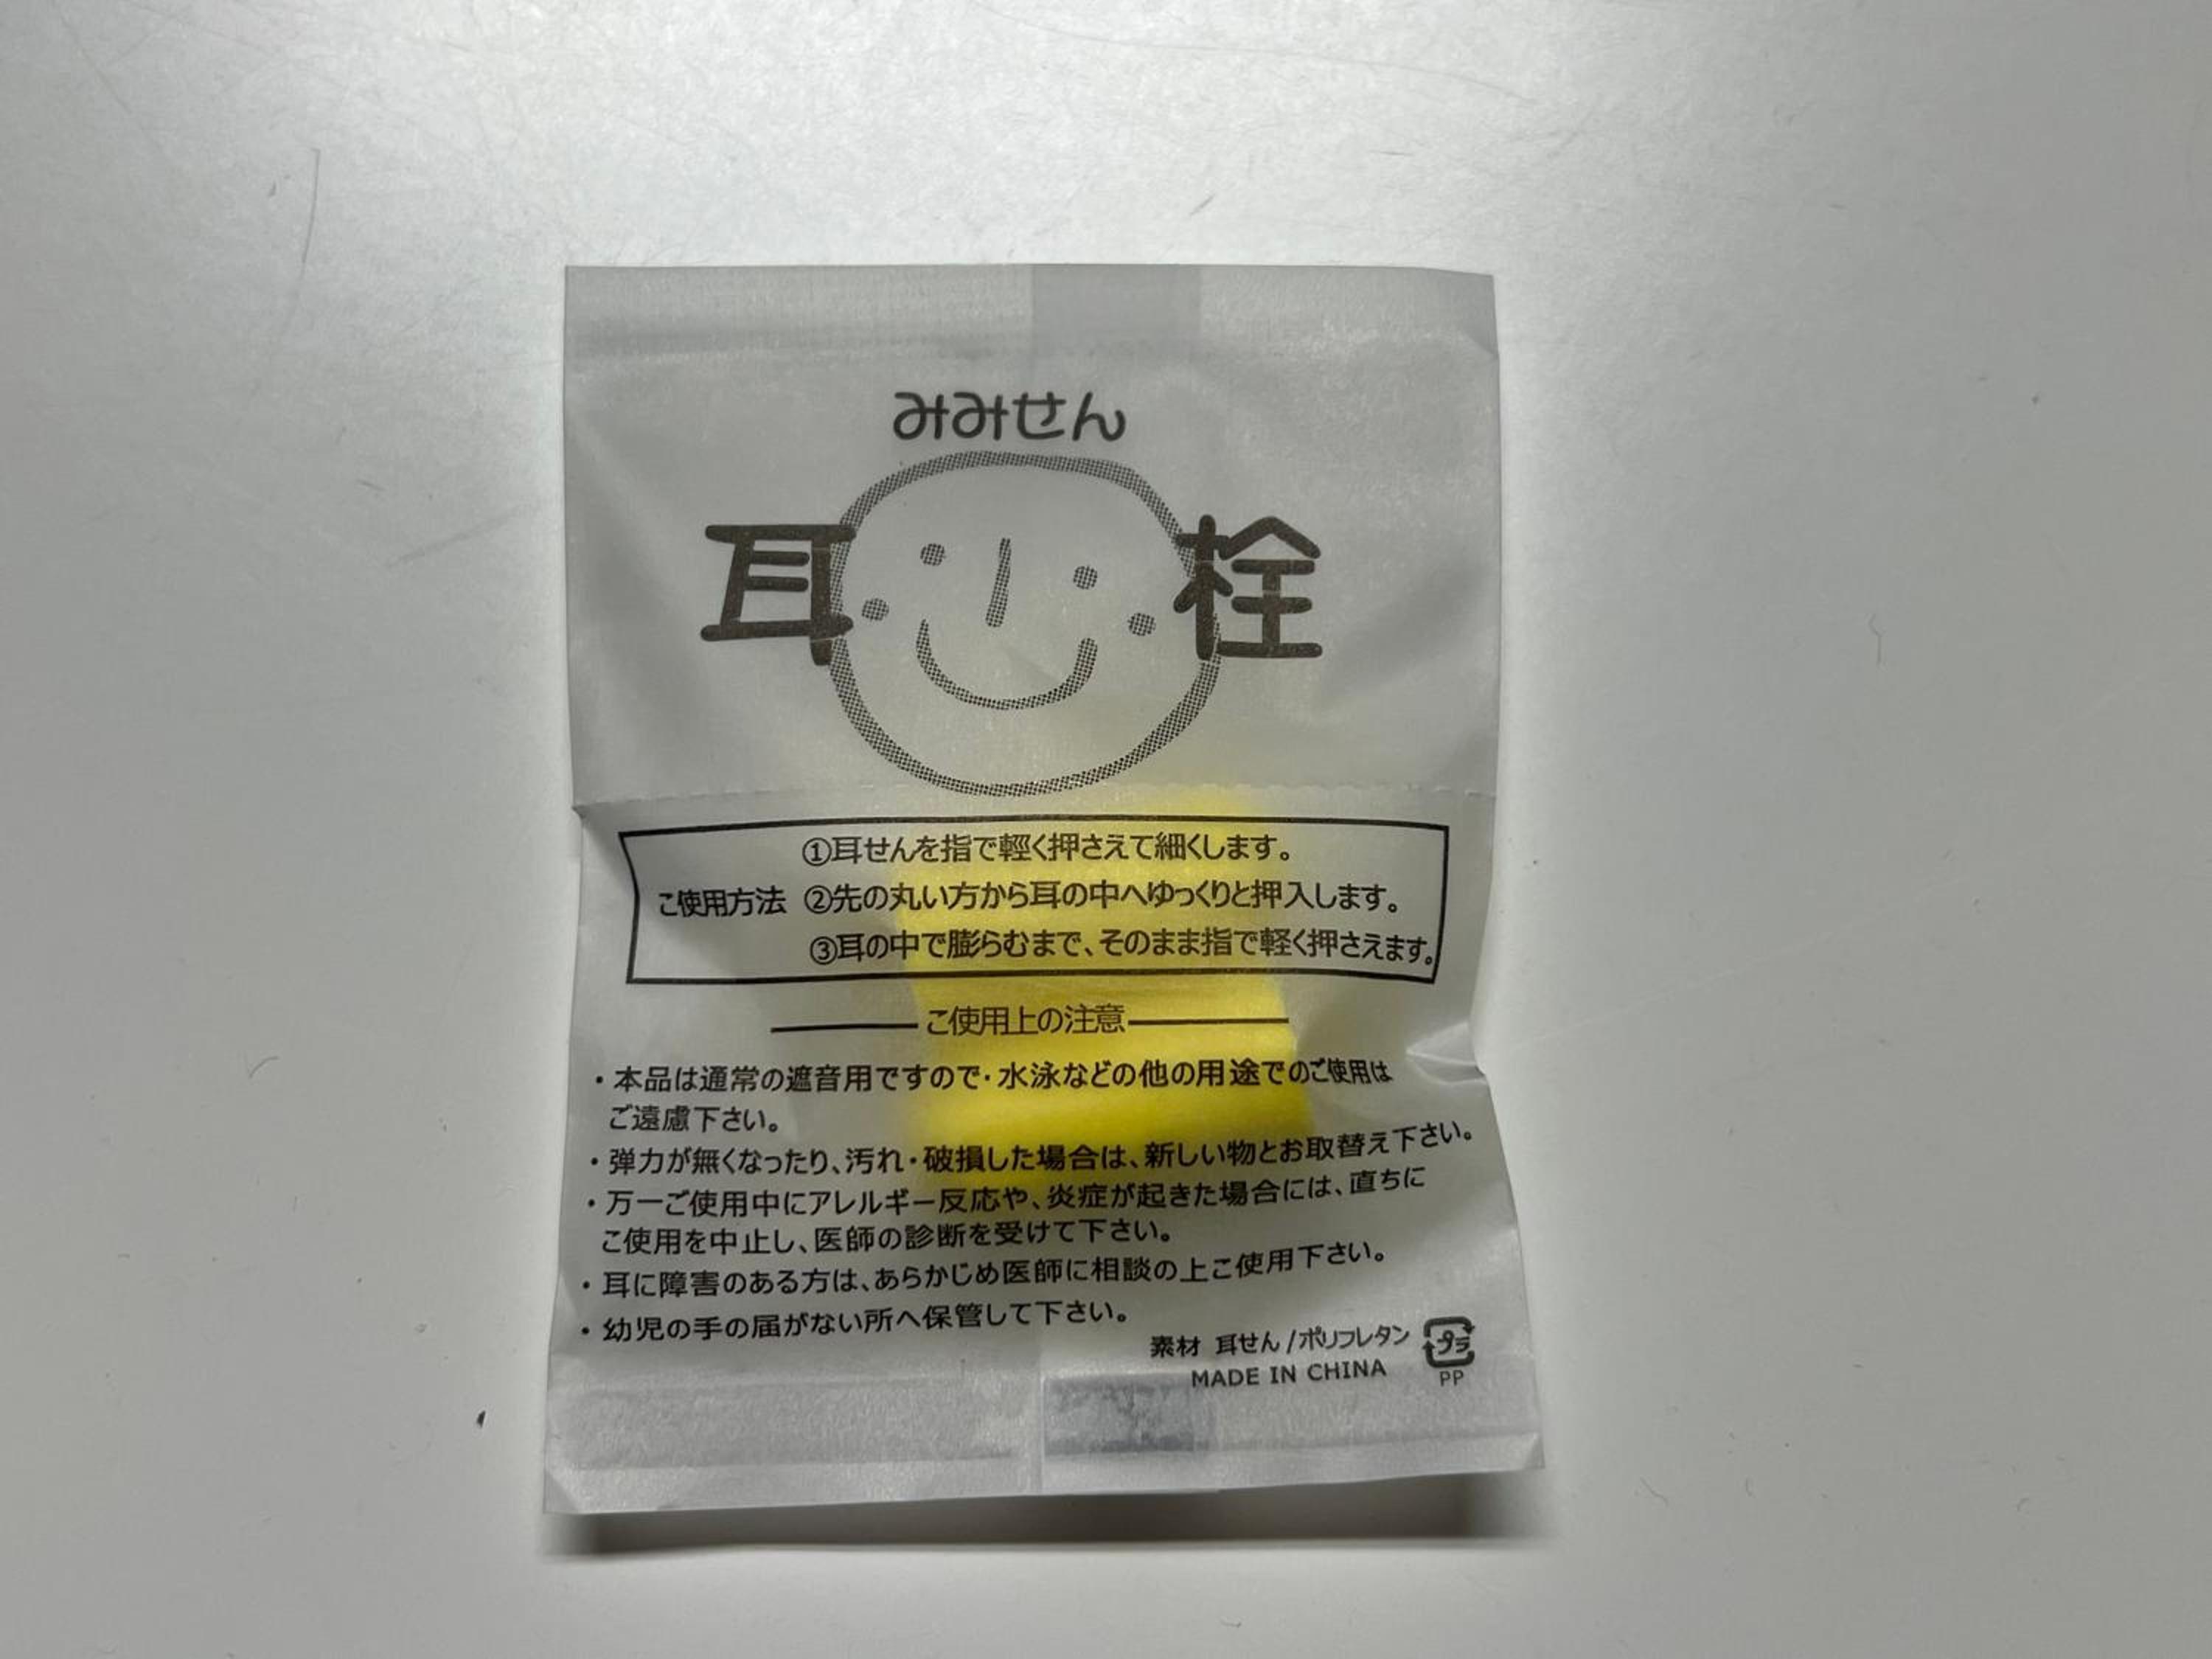 みみせん
耳栓
①耳せんを指で輕く押さえて細くします。
こ使用方法 ②先の丸い方から耳の中へゆっくりと押入します。
③耳の中で膨らむまで、そのまま指で軽く押さえます。
こ使用上の注意
・本品は通常の遮音用ですので・水泳などの他の用途でのご使用は
ご遠慮下さい。
・弾力が無くなったり、汚れ・破損した場合は、新しい物とお取替え下さい。
・万一ご使用中にアレルギー反応や、炎症が起きた場合には、直ちに
こ使用を中止し、医師の診断を受けて下さい。
・耳に障害のある方は、あらかじめ医師に相談の上こ使用下さい。
・幼児の手の届がない所へ保管して下さい。
素材 耳せん/ポリフレタン
MADE IN CHINA
プラ
PP